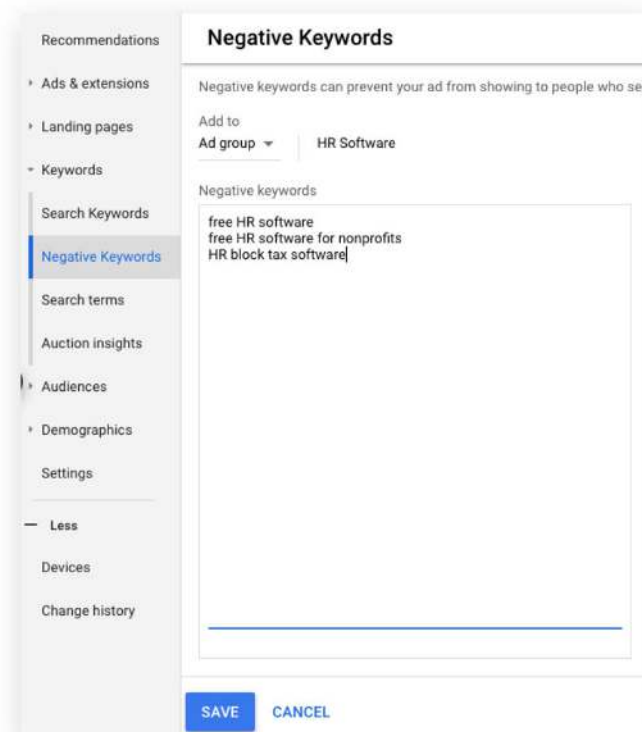 Recommendations
Ads & extensions
Landing pages
Keywords
Search Keywords
Negative Keywords
Search terms
Auction insights
Audiences
Demographics
Settings
Less
Devices
Change history
Negative Keywords
Negative keywords can prevent your ad from showing to people who se
Add to
Ad group HR Software
Negative keywords
free HR software
free HR software for nonprofits
HR block tax software
SAVE CANCEL